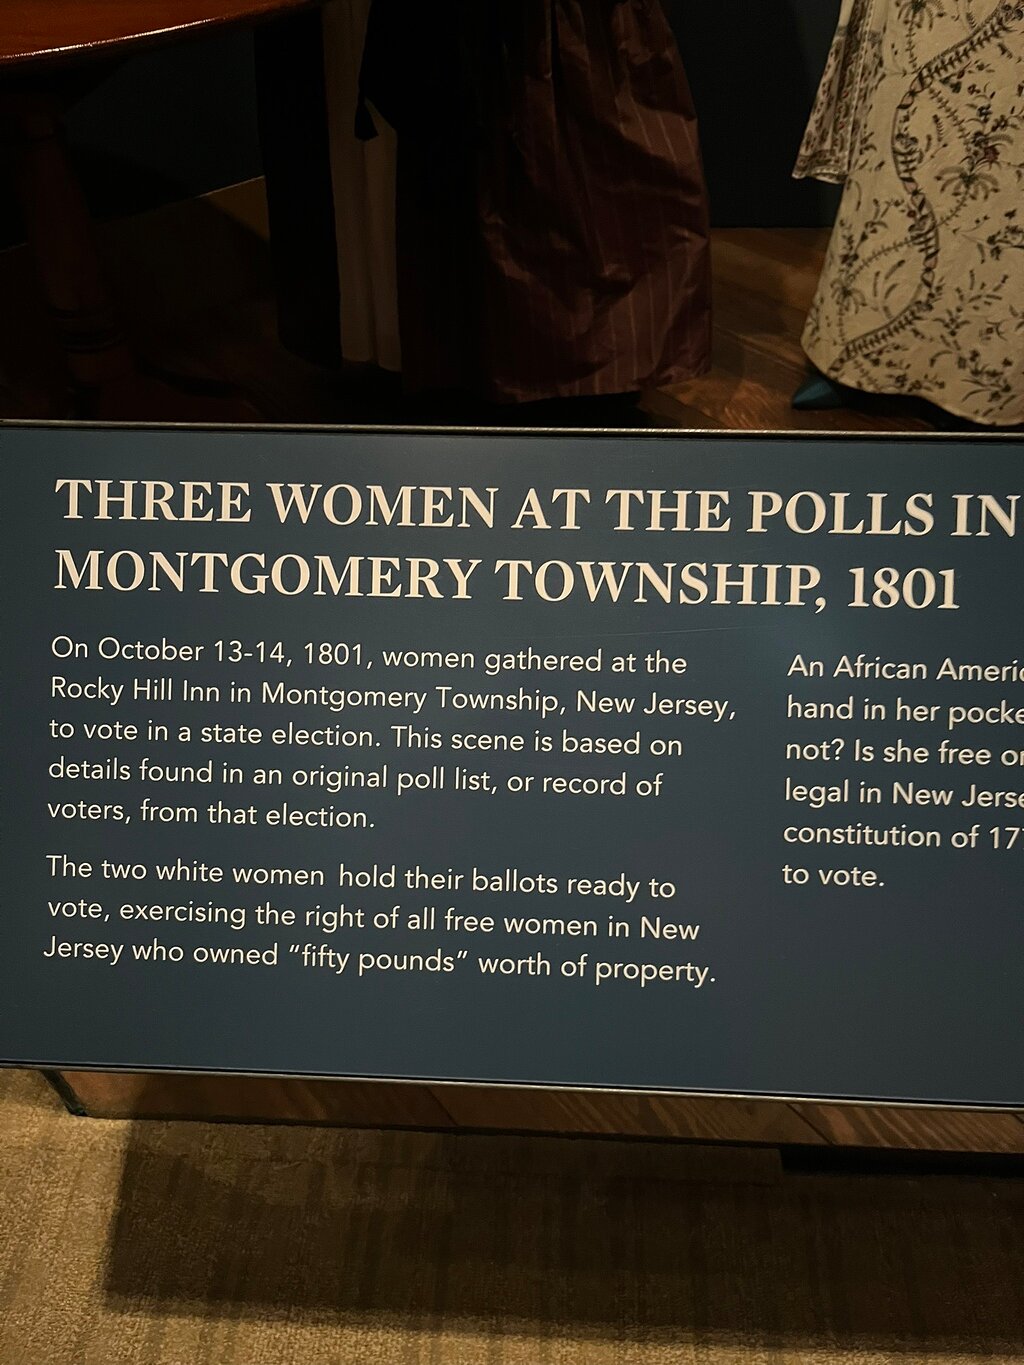 THREE WOMEN AT THE POLLS IN
MONTGOMERY TOWNSHIP, 1801
On October 13-14, 1801, women gathered at the
Rocky Hill Inn in Montgomery Township, New Jersey,
to vote in a state election. This scene is based on
details found in an original poll list, or record of
voters, from that election.
The two white women hold their ballots ready to
vote, exercising the right of all free women in New
Jersey who owned “fifty pounds” worth of property.
An African
hand in her
not? Is she free
legal in New
constitution of
to vote.